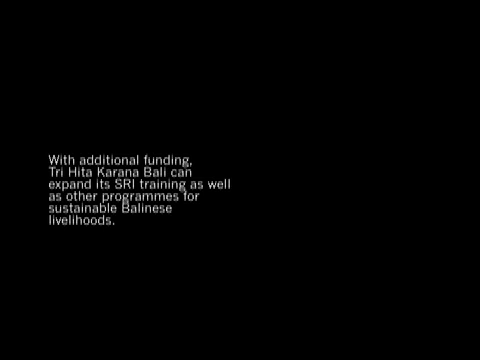 With additional funding,
Tri Hita Karana Bali can
expand its SRI training as well
as other programmes for
sustainable Balinese
livelihoods.